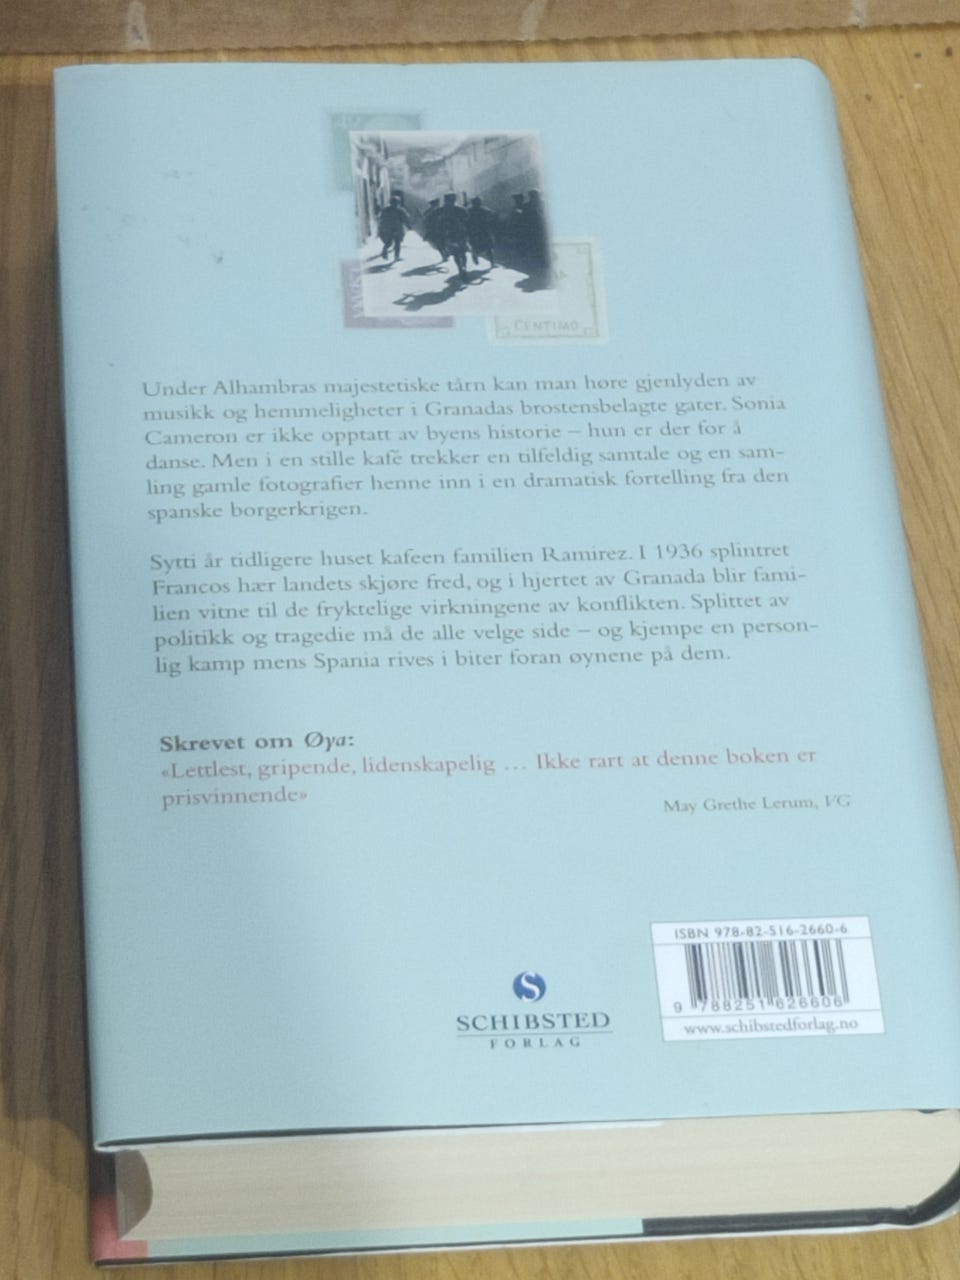 40
CENTIMO
Under Alhambras majestetiske tårn kan man høre gjenlyden av
musikk og hemmeligheter i Granadas brostensbelagte gater. Sonia
Cameron er ikke opptatt av byens historie – hun er der for å
danse. Men i en stille kafé trekker en tilfeldig samtale og en sam-
ling gamle fotografier henne inn i en dramatisk fortelling fra den
spanske borgerkrigen.
Sytti år tidligere huset kafeen familien Ramirez. I 1936 splintret
Francos hær landets skjøre fred, og i hjertet av Granada blir fami-
lien vitne til de fryktelige virkningene av konflikten. Splittet av
politikk og tragedie må de alle velge side – og kjempe en person-
lig kamp mens Spania rives i biter foran øynene på dem.
Skrevet om Øya:
«Lettlest, gripende, lidenskapelig … Ikke rart at denne boken er
prisvinnende»
May Grethe Lerum, VG
ISBN 978-82-516-2660-6
9 788251 626606
www.schibstedforlag.no
S
SCHIBSTED
FORLAG